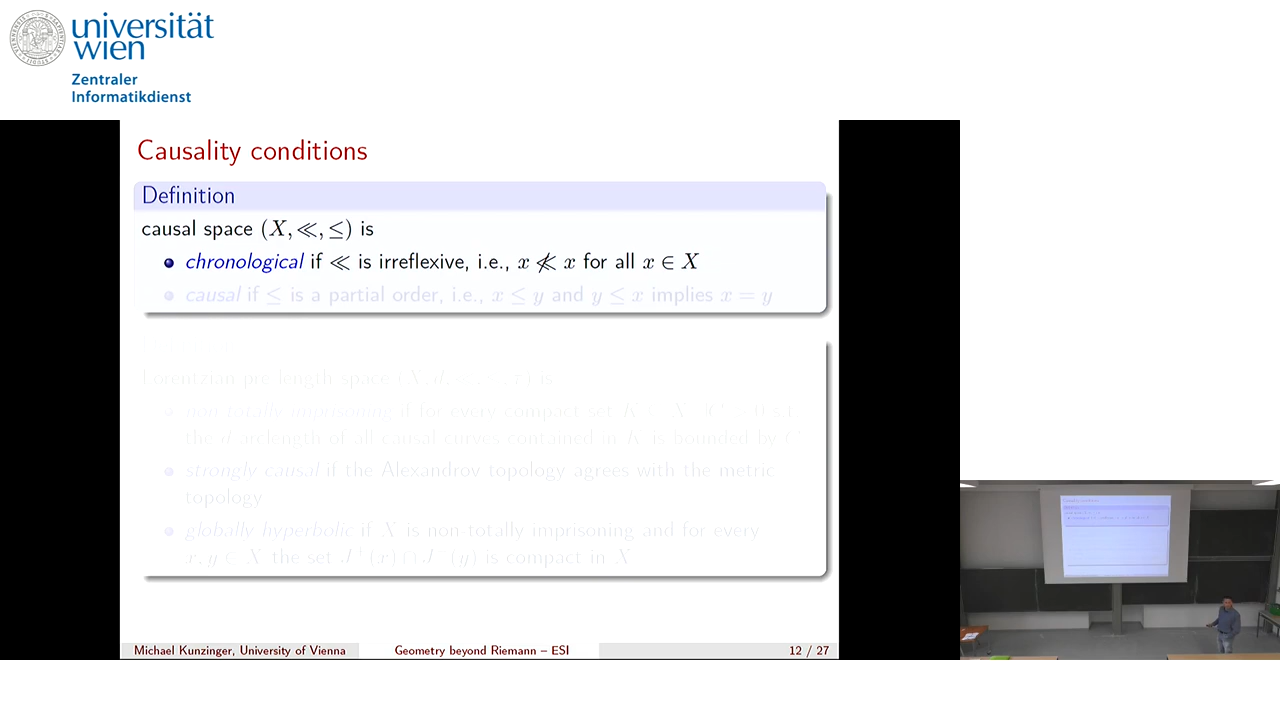 universität
wien
Zentraler
Informatikdienst
Causality conditions
Definition
causal space (X, ≪, ≤) is
chronological if ≪ is irreflexive, i.e., x ≪̸ x for all x ∈ X
causal if ≤ is a partial order, i.e., x ≤ y and y ≤ x implies x = y
Lorentzian pre-length space (X, d, ≪, ≤, τ) is
non-totally imprisoning if for every compact set
the d-arclength of all causal curves contained in K is bounded by C
strongly causal if the Alexandrov topology agrees with the metric
topology
globally hyperbolic if X is non-totally imprisoning and for every
x, y ∈ X the set J⁺(x) ∩ J⁻(y) is compact in X
Michael Kunzinger, University of Vienna
Geometry beyond Riemann – ESI
12 / 27